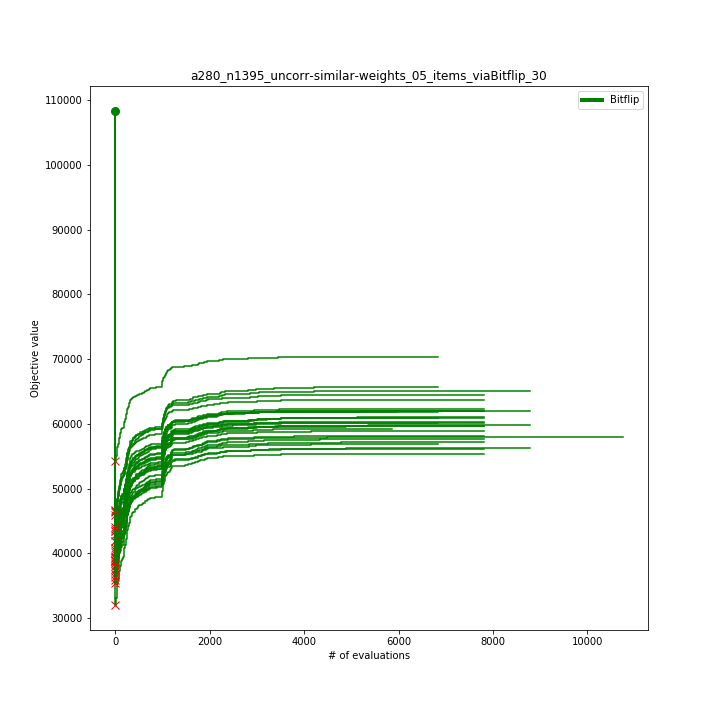 a280_n1395_uncorr-similar-weights_05_items_viaBitflip_30
Bitflip
110000
100000
90000
80000
70000
60000
50000
40000
30000
Objective value
0 2000 4000 6000 8000 10000
# of evaluations